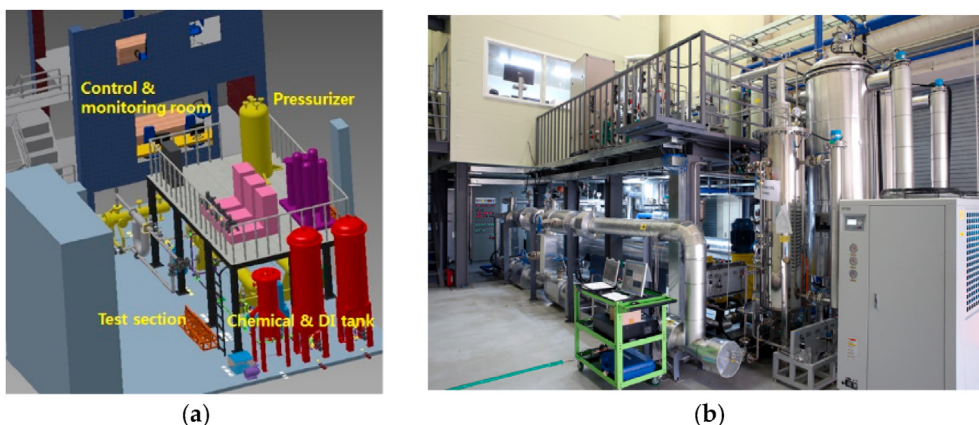 Control &
monitoring room
Pressurizer
Test section
Chemical & DI tank
(a)
(b)